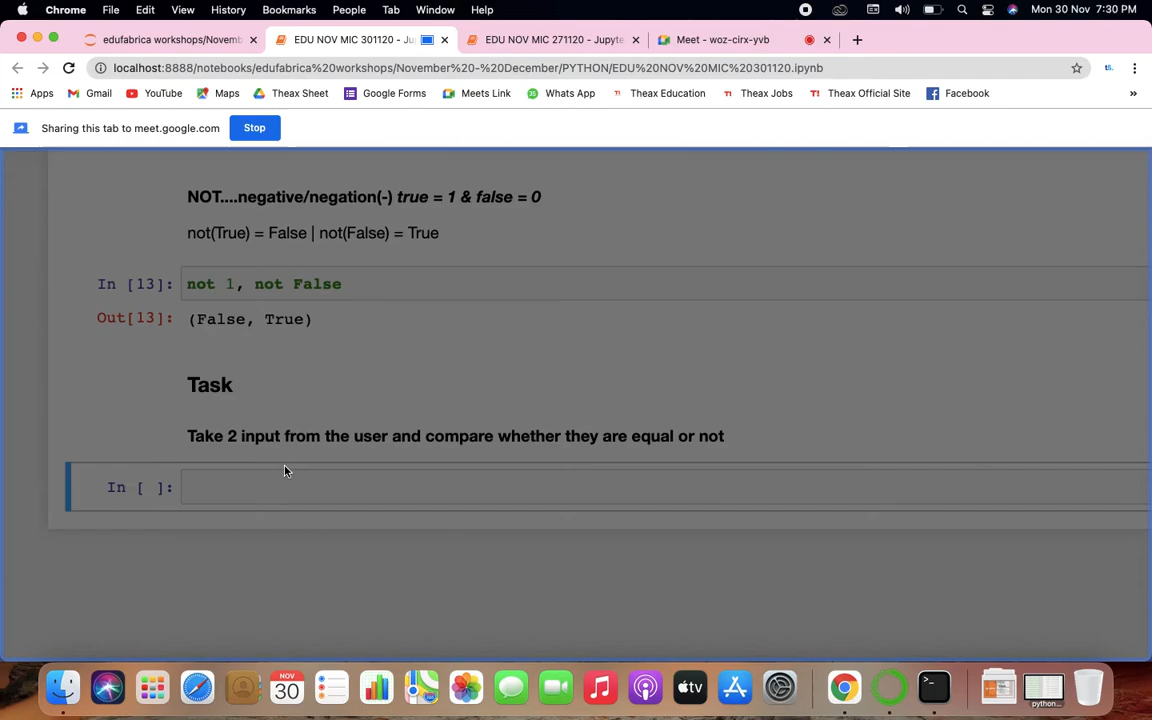 Chrome File Edit View History Bookmarks People Tab Window Help Mon 30 Nov 7:30 PM
edufabrica workshops/Novemb EDU NOV MIC 301120 - Ju EDU NOV MIC 271120 - Jupyte Meet - woz-cirx-yvb
localhost:8888/notebooks/edufabrica%20workshops/November%20-%20December/PYTHON/EDU%20NOV%20MIC%20301120.ipynb
Apps Gmail YouTube Maps Theax Sheet Google Forms Meets Link Whats App Theax Education Theax Jobs Theax Official Site Facebook »
Sharing this tab to meet.google.com Stop
NOT....negative/negation(-) true = 1 & false = 0
not(True) = False | not(False) = True
In [13]: not 1, not False
Out[13]: (False, True)
Task
Take 2 input from the user and compare whether they are equal or not
In [ ]:
NOV
30
tv
python...